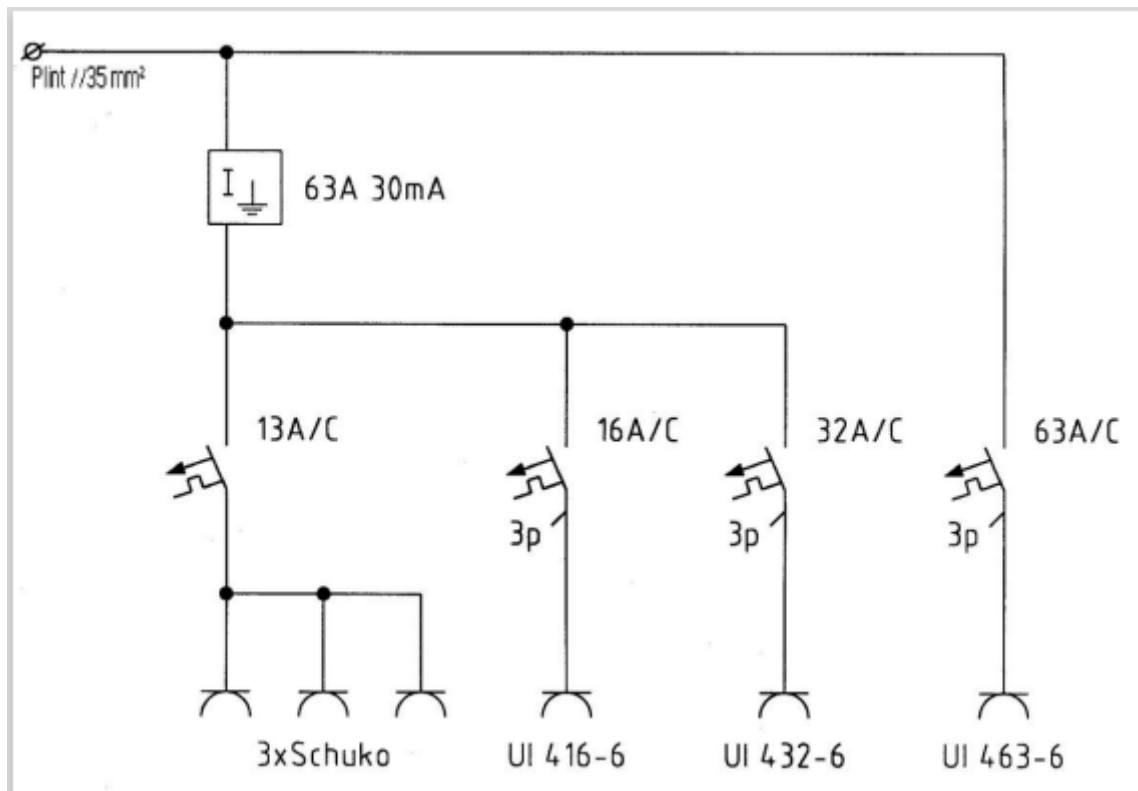 Plint //35mm²
63A 30mA
13A/C
16A/C
32A/C
63A/C
3p
3p
3p
3xSchuko
UI 416-6
UI 432-6
UI 463-6